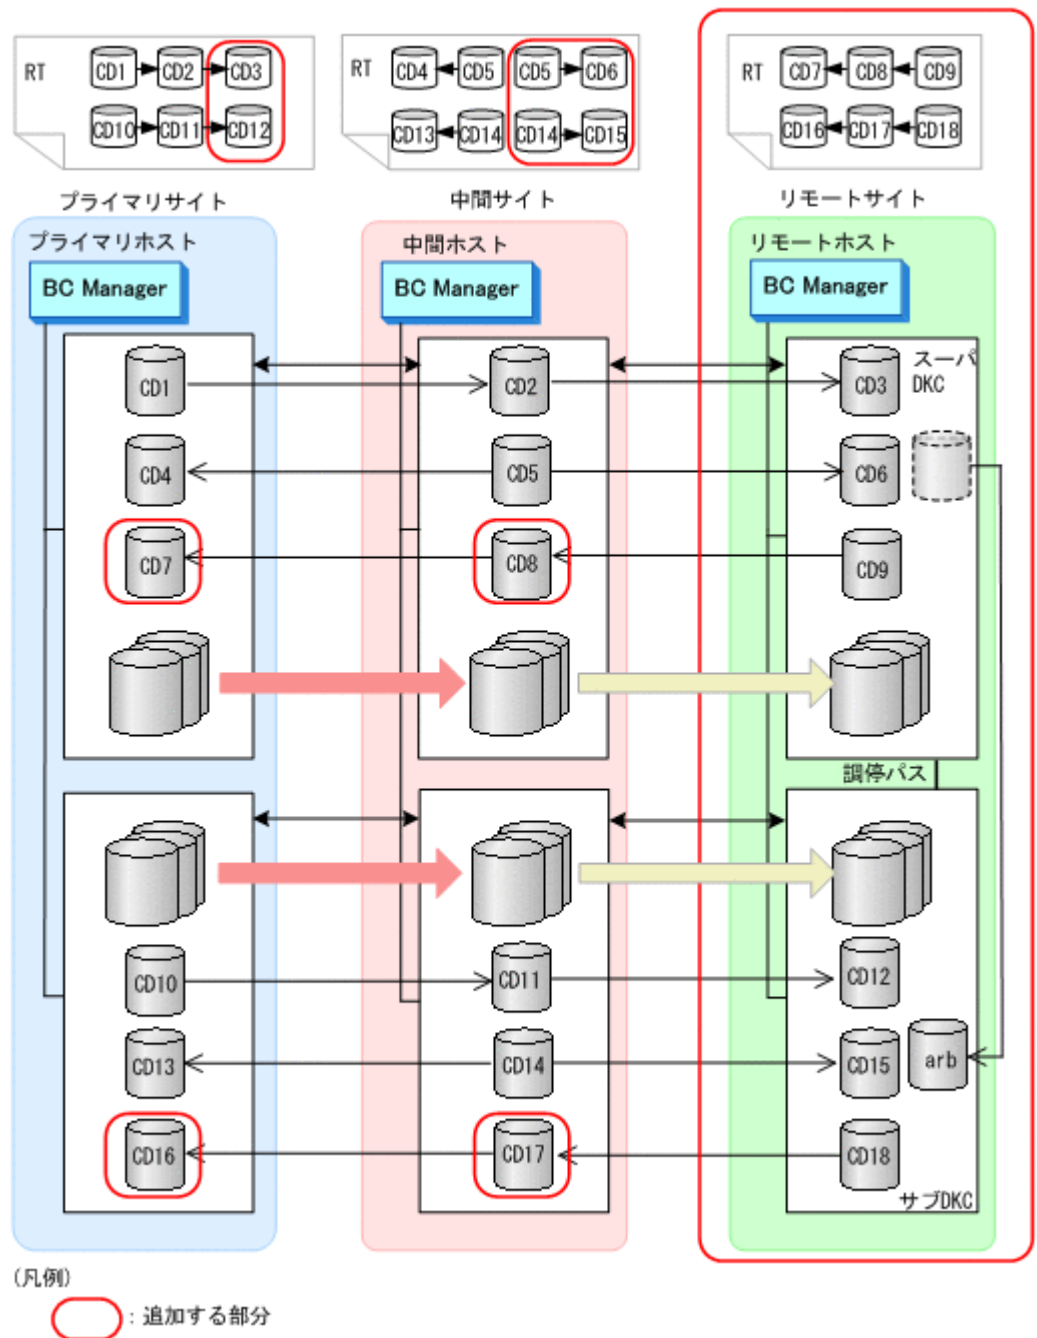 RT CD1 CD2 CD3
CD10 CD11 CD12
RT CD4 CD5 CD5 CD6
CD13 CD14 CD14 CD15
RT CD7 CD8 CD9
CD16 CD17 CD18
プライマリサイト
中間サイト
リモートサイト
プライマリホスト
中間ホスト
リモートホスト
BC Manager
BC Manager
BC Manager
CD1 CD2 CD3
スーパ
DKC
CD4 CD5 CD6
CD7 CD8 CD9
調停パス
CD10 CD11 CD12
CD13 CD14 CD15 arb
CD16 CD17 CD18
サブDKC
(凡例)
：追加する部分